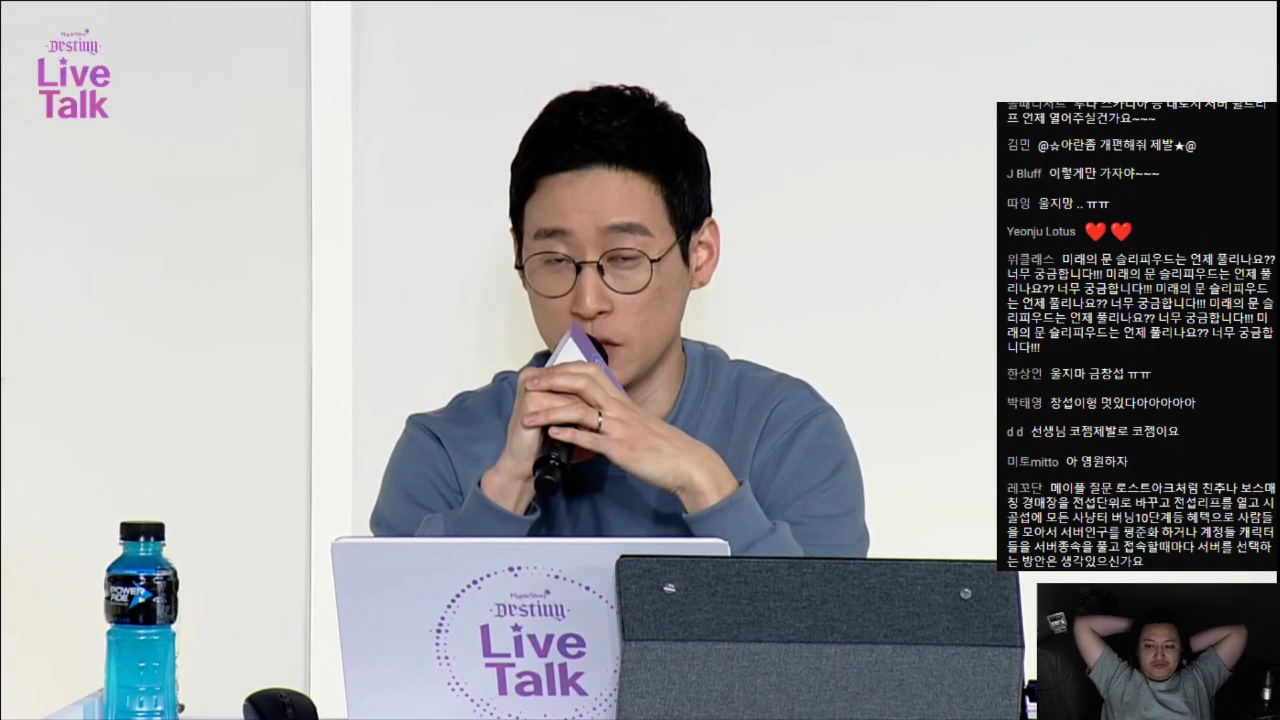 MapleStory
DESTINY
Live
Talk
프 언제 열어주실건가요~~~
김민 @☆아란좀 개편해줘 제발★@
J Bluff 이렇게만 가자야~~~
따잉 울지망 .. ㅠㅠ
Yeonju Lotus ❤️❤️
위클래스 미래의 문 슬리피우드는 언제 풀리나요??
너무 궁금합니다!!! 미래의 문 슬리피우드는 언제 풀
리나요?? 너무 궁금합니다!!! 미래의 문 슬리피우드
는 언제 풀리나요?? 너무 궁금합니다!!! 미래의 문 슬
리피우드는 언제 풀리나요?? 너무 궁금합니다!!! 미
래의 문 슬리피우드는 언제 풀리나요?? 너무 궁금합
니다!!!
한상인 울지마 금창섭 ㅠㅠ
박태영 창섭이형 멋있다아아아아아
d d 선생님 코젬제발로 코젬이요
미토mitto 아 영원하자
레꼬단 메이플 질문 로스트아크처럼 친추나 보스매
칭 경매장을 전섭단위로 바꾸고 전섭리프를 열고 시
골섭에 모든 사냥터 버닝10단계등 혜택으로 사람들
을 모아서 서버인구를 평준화 하거나 계정들 캐릭터
들을 서버종속을 풀고 접속할때마다 서버를 선택하
는 방안은 생각있으신가요
POWER
ADE
MapleStory
DESTINY
Live
Talk